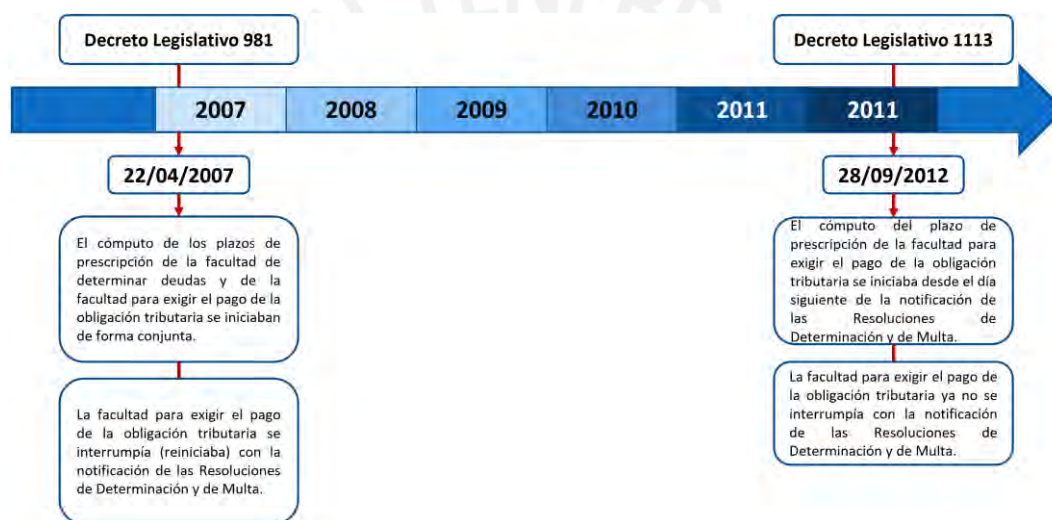 Decreto Legislativo 981
Decreto Legislativo 1113
2007 2008 2009 2010 2011 2011
22/04/2007
28/09/2012
El cómputo de los plazos de
prescripción de la facultad de
determinar deudas y de la
facultad para exigir el pago de la
obligación tributaria se iniciaban
de forma conjunta.
La facultad para exigir el pago
de la obligación tributaria se
interrumpía (reiniciaba) con la
notificación de las Resoluciones
de Determinación y de Multa.
El cómputo del plazo de
prescripción de la facultad para
exigir el pago de la obligación
tributaria se iniciaba desde el día
siguiente de la notificación de
las Resoluciones de
Determinación y de Multa.
La facultad para exigir el pago de
la obligación tributaria ya no se
interrumpía con la notificación
de las Resoluciones de
Determinación y de Multa.